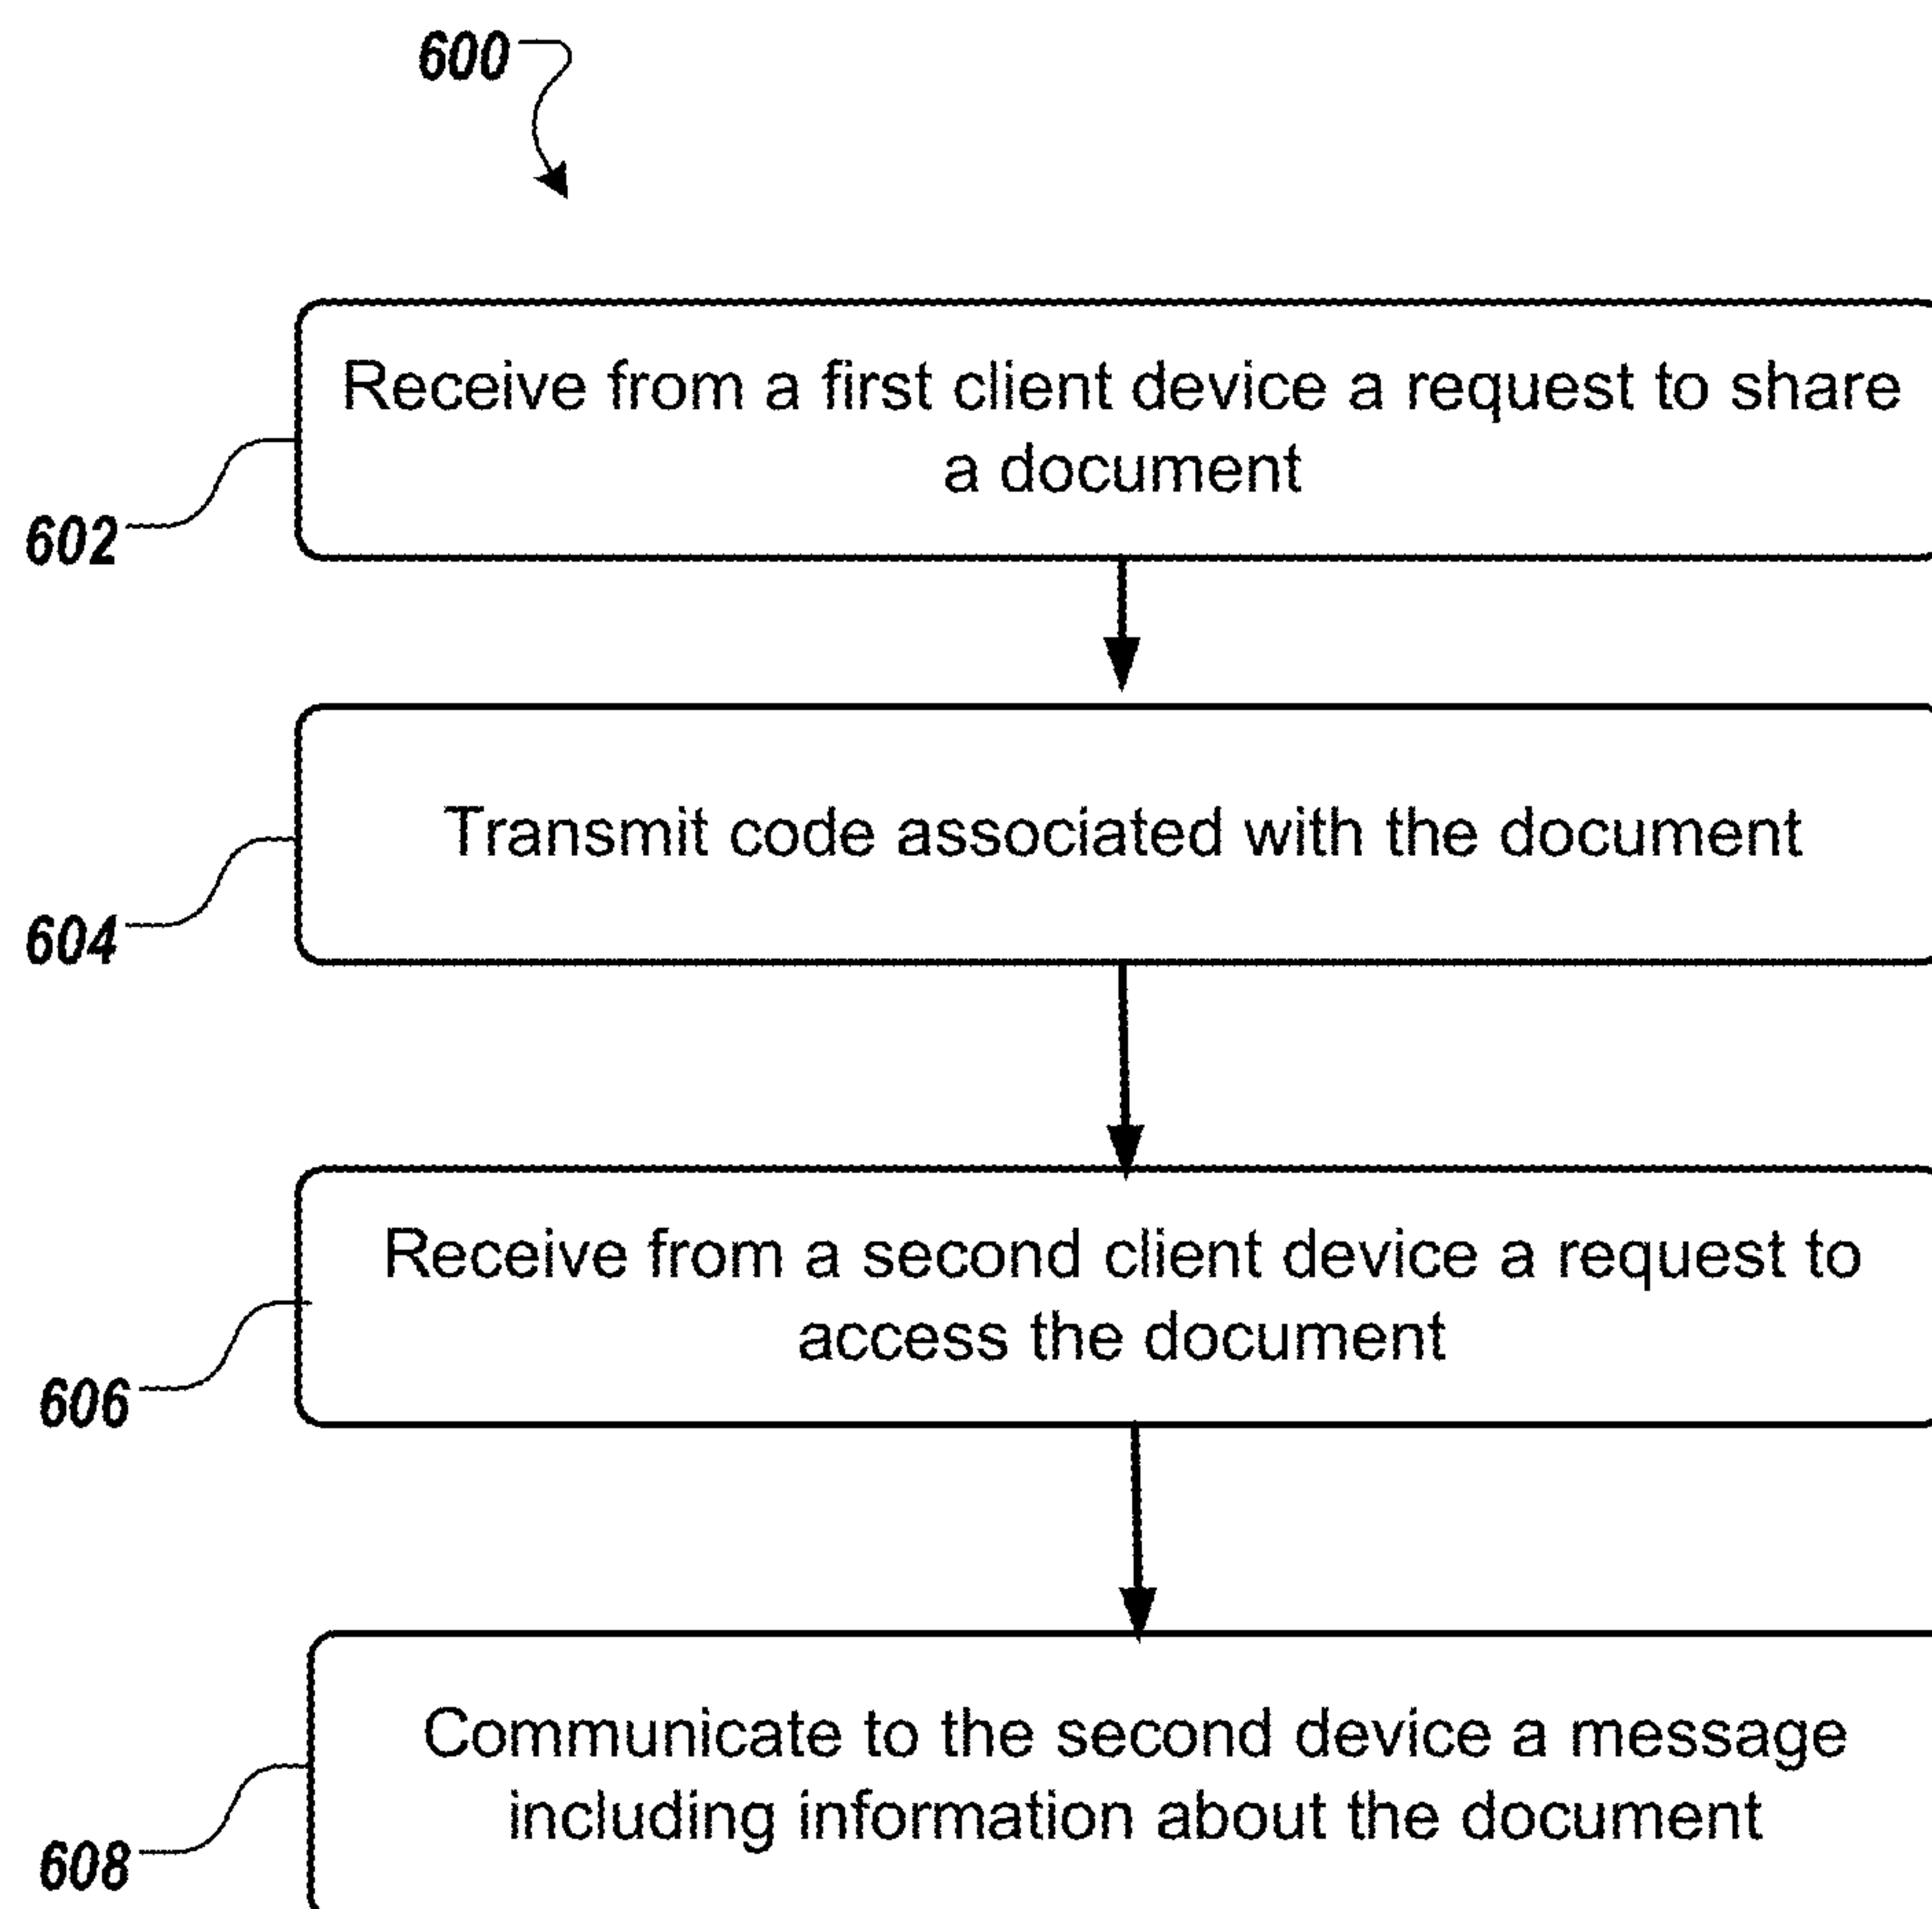 600
Receive from a first client device a request to share
a document
602
Transmit code associated with the document
604
Receive from a second client device a request to
access the document
606
Communicate to the second device a message
including information about the document
608